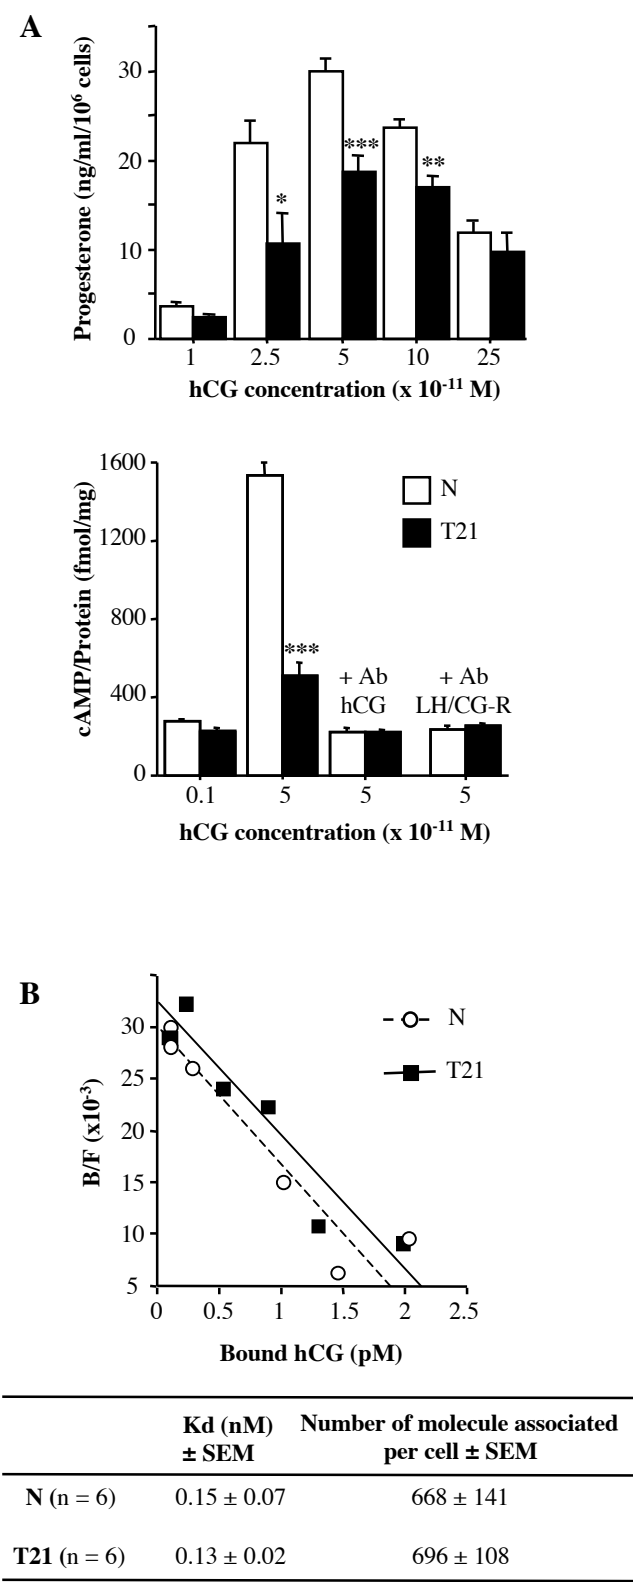 A
Progesterone (ng/ml/10⁶ cells)
30
20
10
0
*
***
**
1 2.5 5 10 25
hCG concentration (x 10⁻¹¹ M)
cAMP/Protein (fmol/mg)
1600
1200
800
400
0
N
T21
***
+ Ab + Ab
hCG LH/CG-R
0.1 5 5 5
hCG concentration (x 10⁻¹¹ M)
B
B/F (x10⁻³)
30
25
20
15
10
5
N
T21
0 0.5 1 1.5 2 2.5
Bound hCG (pM)
Kd (nM) Number of molecule associated
± SEM per cell ± SEM
N (n = 6) 0.15 ± 0.07 668 ± 141
T21 (n = 6) 0.13 ± 0.02 696 ± 108